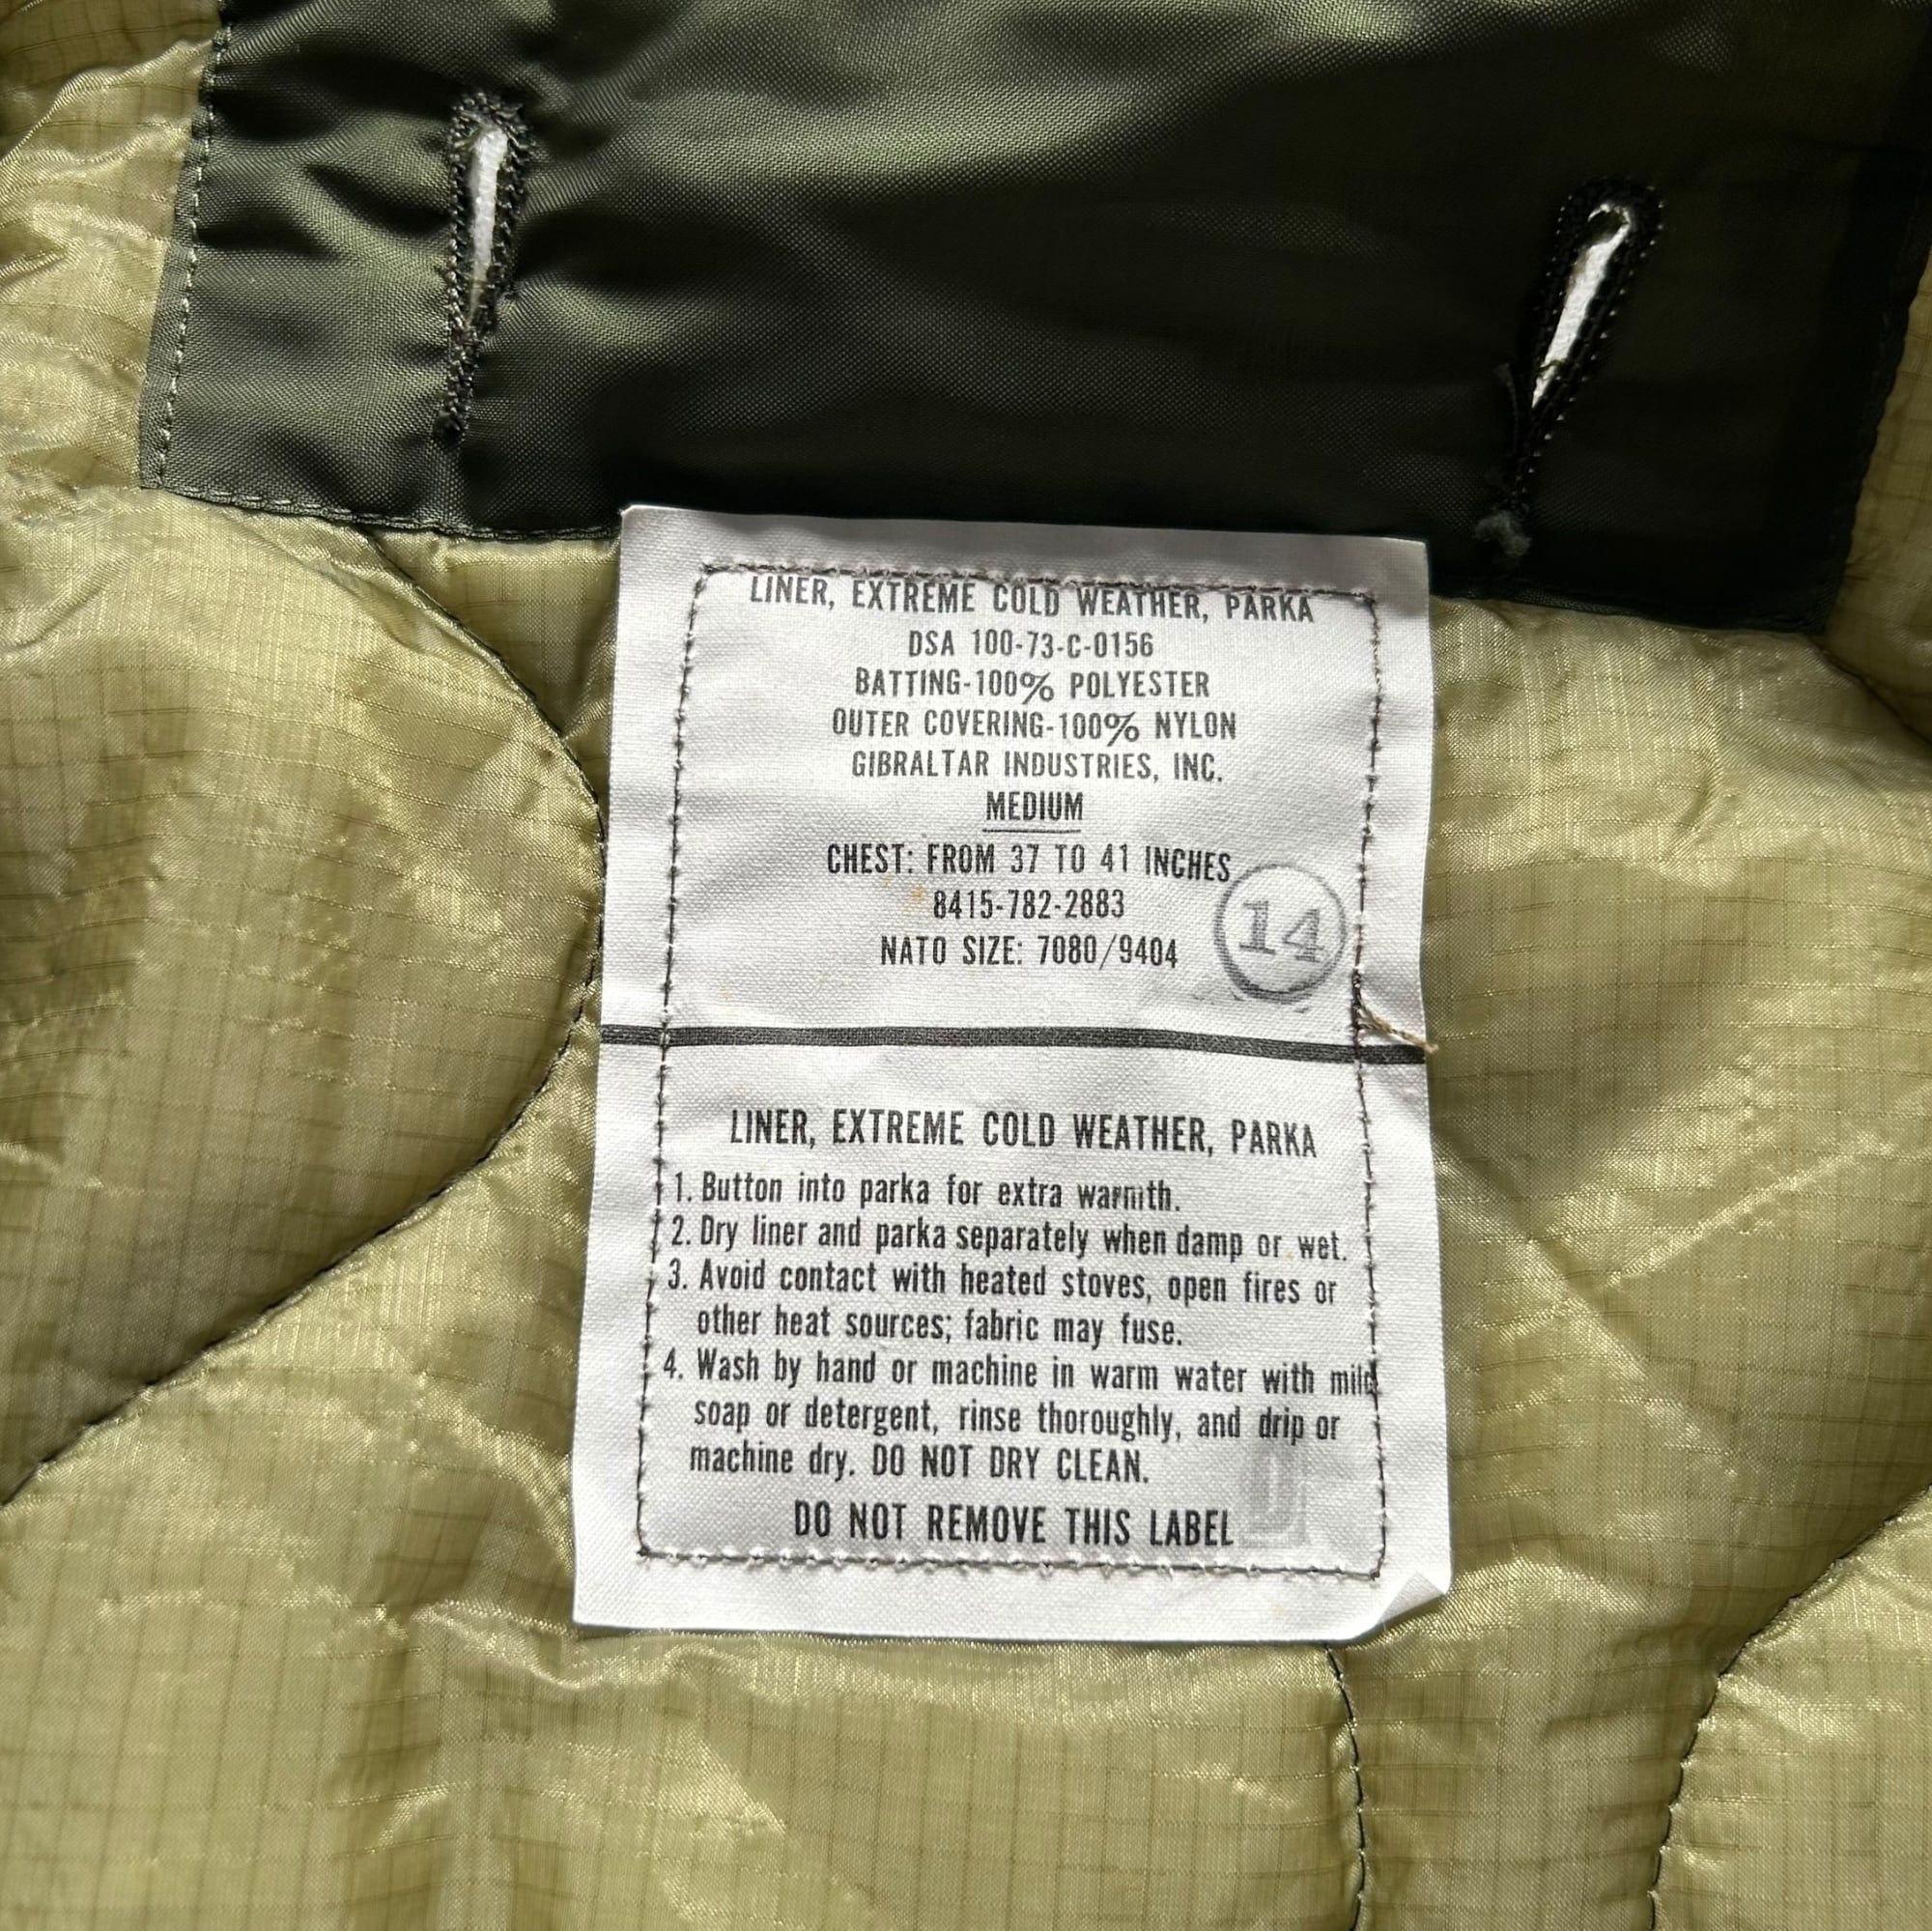 LINER, EXTREME COLD WEATHER, PARKA
DSA 100-73-C-0156
BATTING-100% POLYESTER
OUTER COVERING-100% NYLON
GIBRALTAR INDUSTRIES, INC.
MEDIUM
CHEST: FROM 37 TO 41 INCHES
8415-782-2883
14
NATO SIZE: 7080/9404
LINER, EXTREME COLD WEATHER, PARKA
1. Button into parka for extra warmth.
2. Dry liner and parka separately when damp or wet.
3. Avoid contact with heated stoves, open fires or
other heat sources; fabric may fuse.
4. Wash by hand or machine in warm water with mild
soap or detergent, rinse thoroughly, and drip or
machine dry. DO NOT DRY CLEAN.
DO NOT REMOVE THIS LABEL